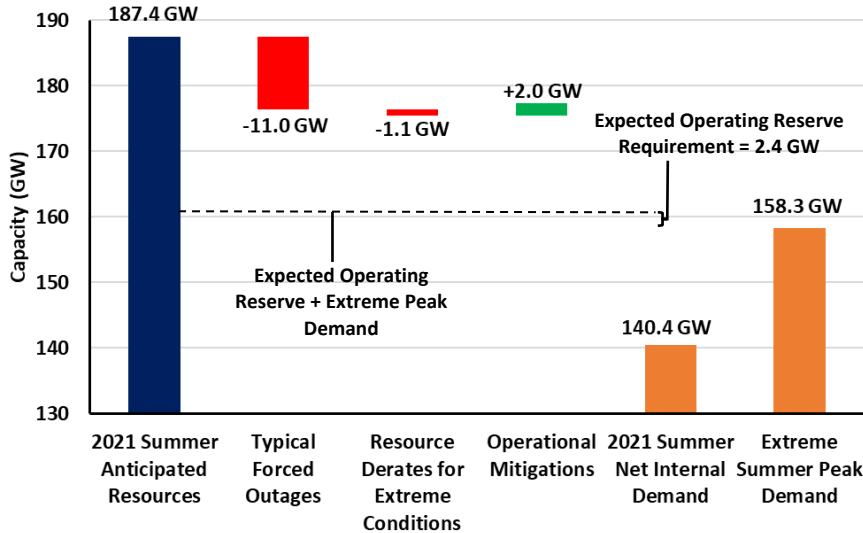 Capacity (GW)
190
180
170
160
150
140
130
187.4 GW
-11.0 GW
-1.1 GW
+2.0 GW
Expected Operating Reserve
Requirement = 2.4 GW
158.3 GW
Expected Operating
Reserve + Extreme Peak
Demand
140.4 GW
2021 Summer
Anticipated
Resources
Typical
Forced
Outages
Resource
Derates for
Extreme
Conditions
Operational
Mitigations
2021 Summer
Net Internal
Demand
Extreme
Summer Peak
Demand